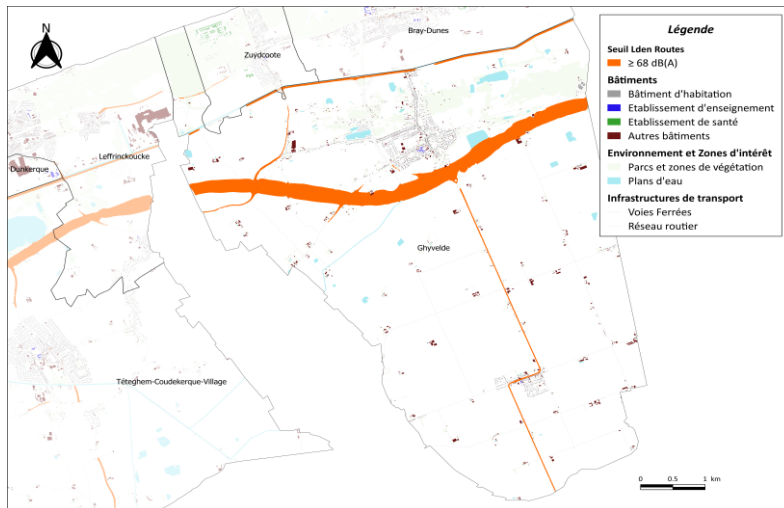 N
Zuydcoote
Bray-Dunes
Leffrinckoucke
Dunkerque
Ghyvelde
Téteghem-Coudekerque-Village
Légende
Seuil Lden Routes
≥ 68 dB(A)
Bâtiments
Bâtiment d'habitation
Etablissement d'enseignement
Etablissement de santé
Autres bâtiments
Environnement et Zones d'intérêt
Parcs et zones de végétation
Plans d'eau
Infrastructures de transport
Voies Ferrées
Réseau routier
0 0.5 1 km